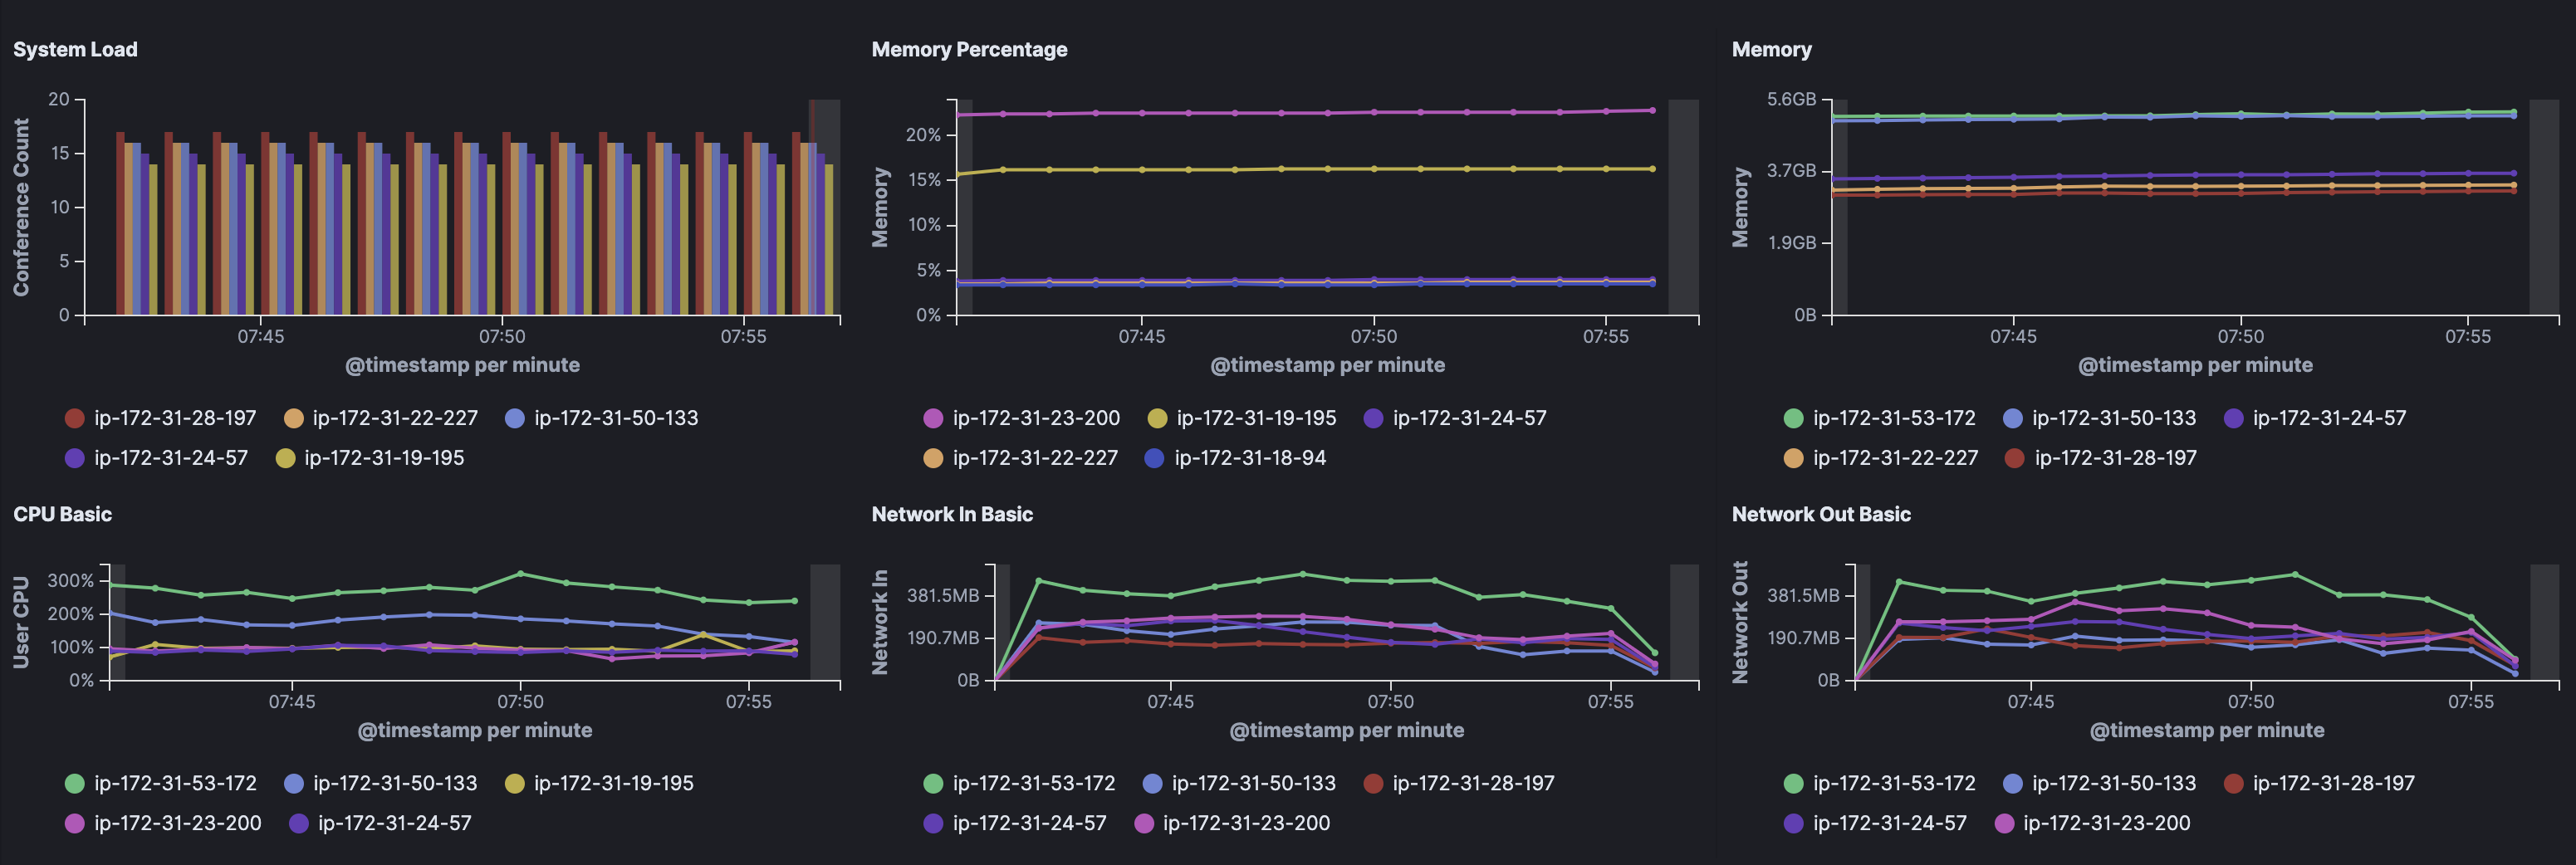 System Load
Conference Count
20
15
10
5
0
07:45 07:50 07:55
@timestamp per minute
ip-172-31-28-197 ip-172-31-22-227 ip-172-31-50-133
ip-172-31-24-57 ip-172-31-19-195
Memory Percentage
Memory
20%
15%
10%
5%
0%
07:45 07:50 07:55
@timestamp per minute
ip-172-31-23-200 ip-172-31-19-195 ip-172-31-24-57
ip-172-31-22-227 ip-172-31-18-94
Memory
Memory
5.6GB
3.7GB
1.9GB
0B
07:45 07:50 07:55
@timestamp per minute
ip-172-31-53-172 ip-172-31-50-133 ip-172-31-24-57
ip-172-31-22-227 ip-172-31-28-197
CPU Basic
User CPU
300%
200%
100%
0%
07:45 07:50 07:55
@timestamp per minute
ip-172-31-53-172 ip-172-31-50-133 ip-172-31-19-195
ip-172-31-23-200 ip-172-31-24-57
Network In Basic
Network In
381.5MB
190.7MB
0B
07:45 07:50 07:55
@timestamp per minute
ip-172-31-53-172 ip-172-31-50-133 ip-172-31-28-197
ip-172-31-24-57 ip-172-31-23-200
Network Out Basic
Network Out
381.5MB
190.7MB
0B
07:45 07:50 07:55
@timestamp per minute
ip-172-31-53-172 ip-172-31-50-133 ip-172-31-28-197
ip-172-31-24-57 ip-172-31-23-200